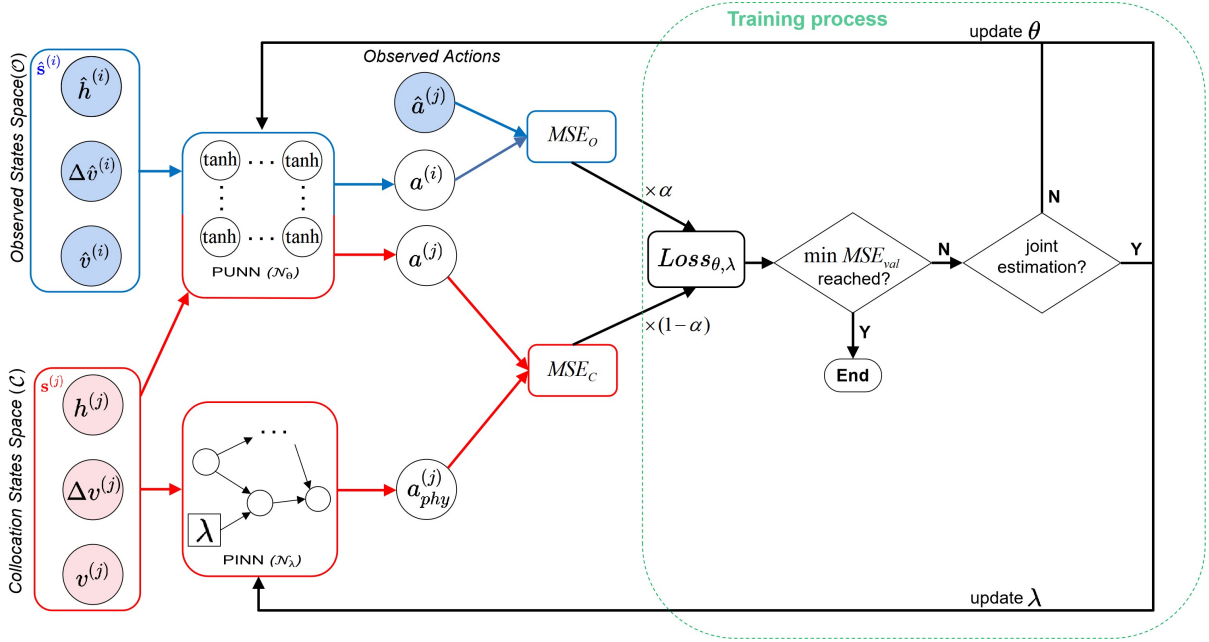 Training process
update θ
Observed States Space(𝒪)
ŝ⁽ⁱ⁾
ĥ⁽ⁱ⁾
Δv̂⁽ⁱ⁾
v̂⁽ⁱ⁾
Observed Actions
â⁽ʲ⁾
a⁽ⁱ⁾
a⁽ʲ⁾
tanh ··· tanh
⋮ ⋮
tanh ··· tanh
PUNN (𝒩_θ)
MSE_O
×α
Loss_θ,λ
×(1−α)
MSE_C
min MSE_val
reached?
N
Y
End
joint
estimation?
N
Y
Collocation States Space (𝒞)
s⁽ʲ⁾
h⁽ʲ⁾
Δv⁽ʲ⁾
v⁽ʲ⁾
···
λ
PINN (𝒩_λ)
a_phy⁽ʲ⁾
update λ